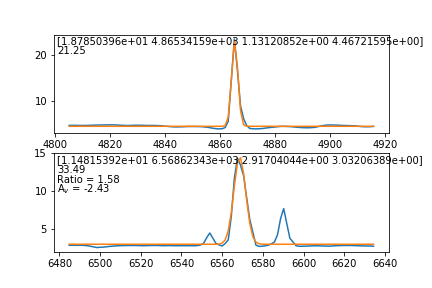 [1.87850396e+01 4.86534159e+03 1.13120852e+00 4.46721595e+00]
21.25
20
10
4800 4820 4840 4860 4880 4900 4920
[1.14815392e+01 6.56862343e+03 2.91704044e+00 3.03206389e+00]
33.49
Ratio = 1.58
Aᵥ = -2.43
15
10
5
6480 6500 6520 6540 6560 6580 6600 6620 6640